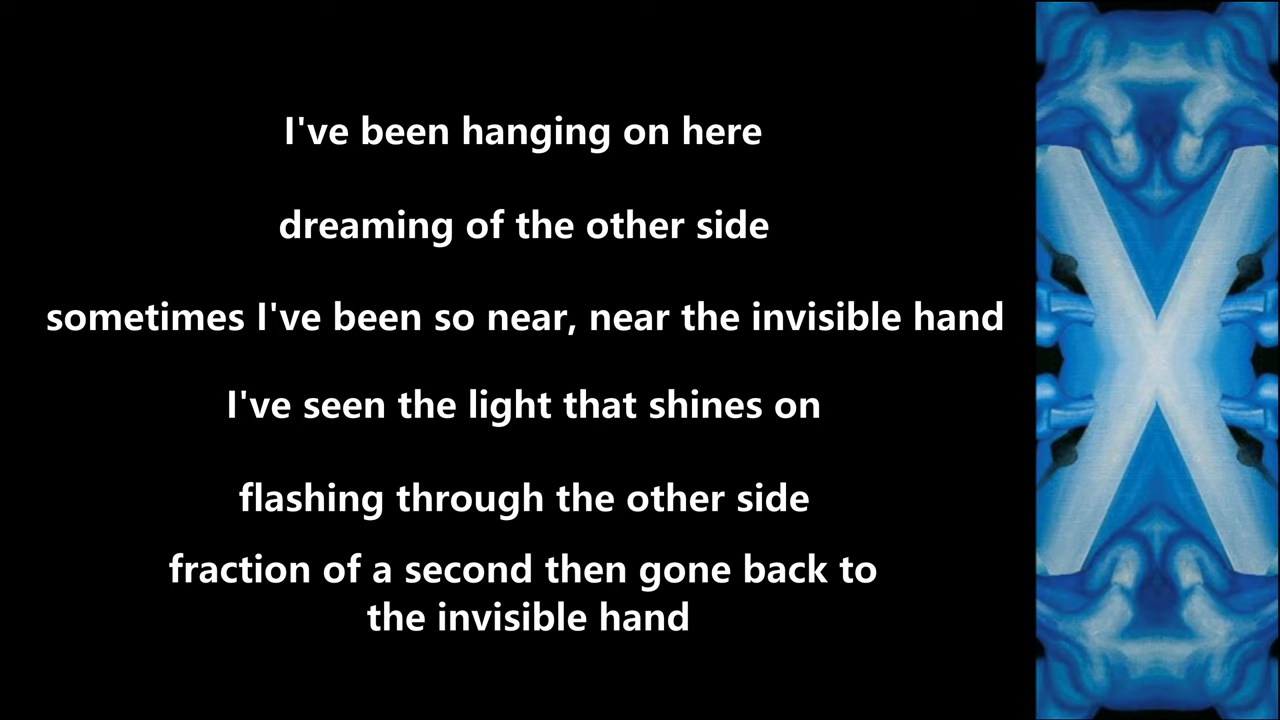 I've been hanging on here
dreaming of the other side
sometimes I've been so near, near the invisible hand
I've seen the light that shines on
flashing through the other side
fraction of a second then gone back to
the invisible hand